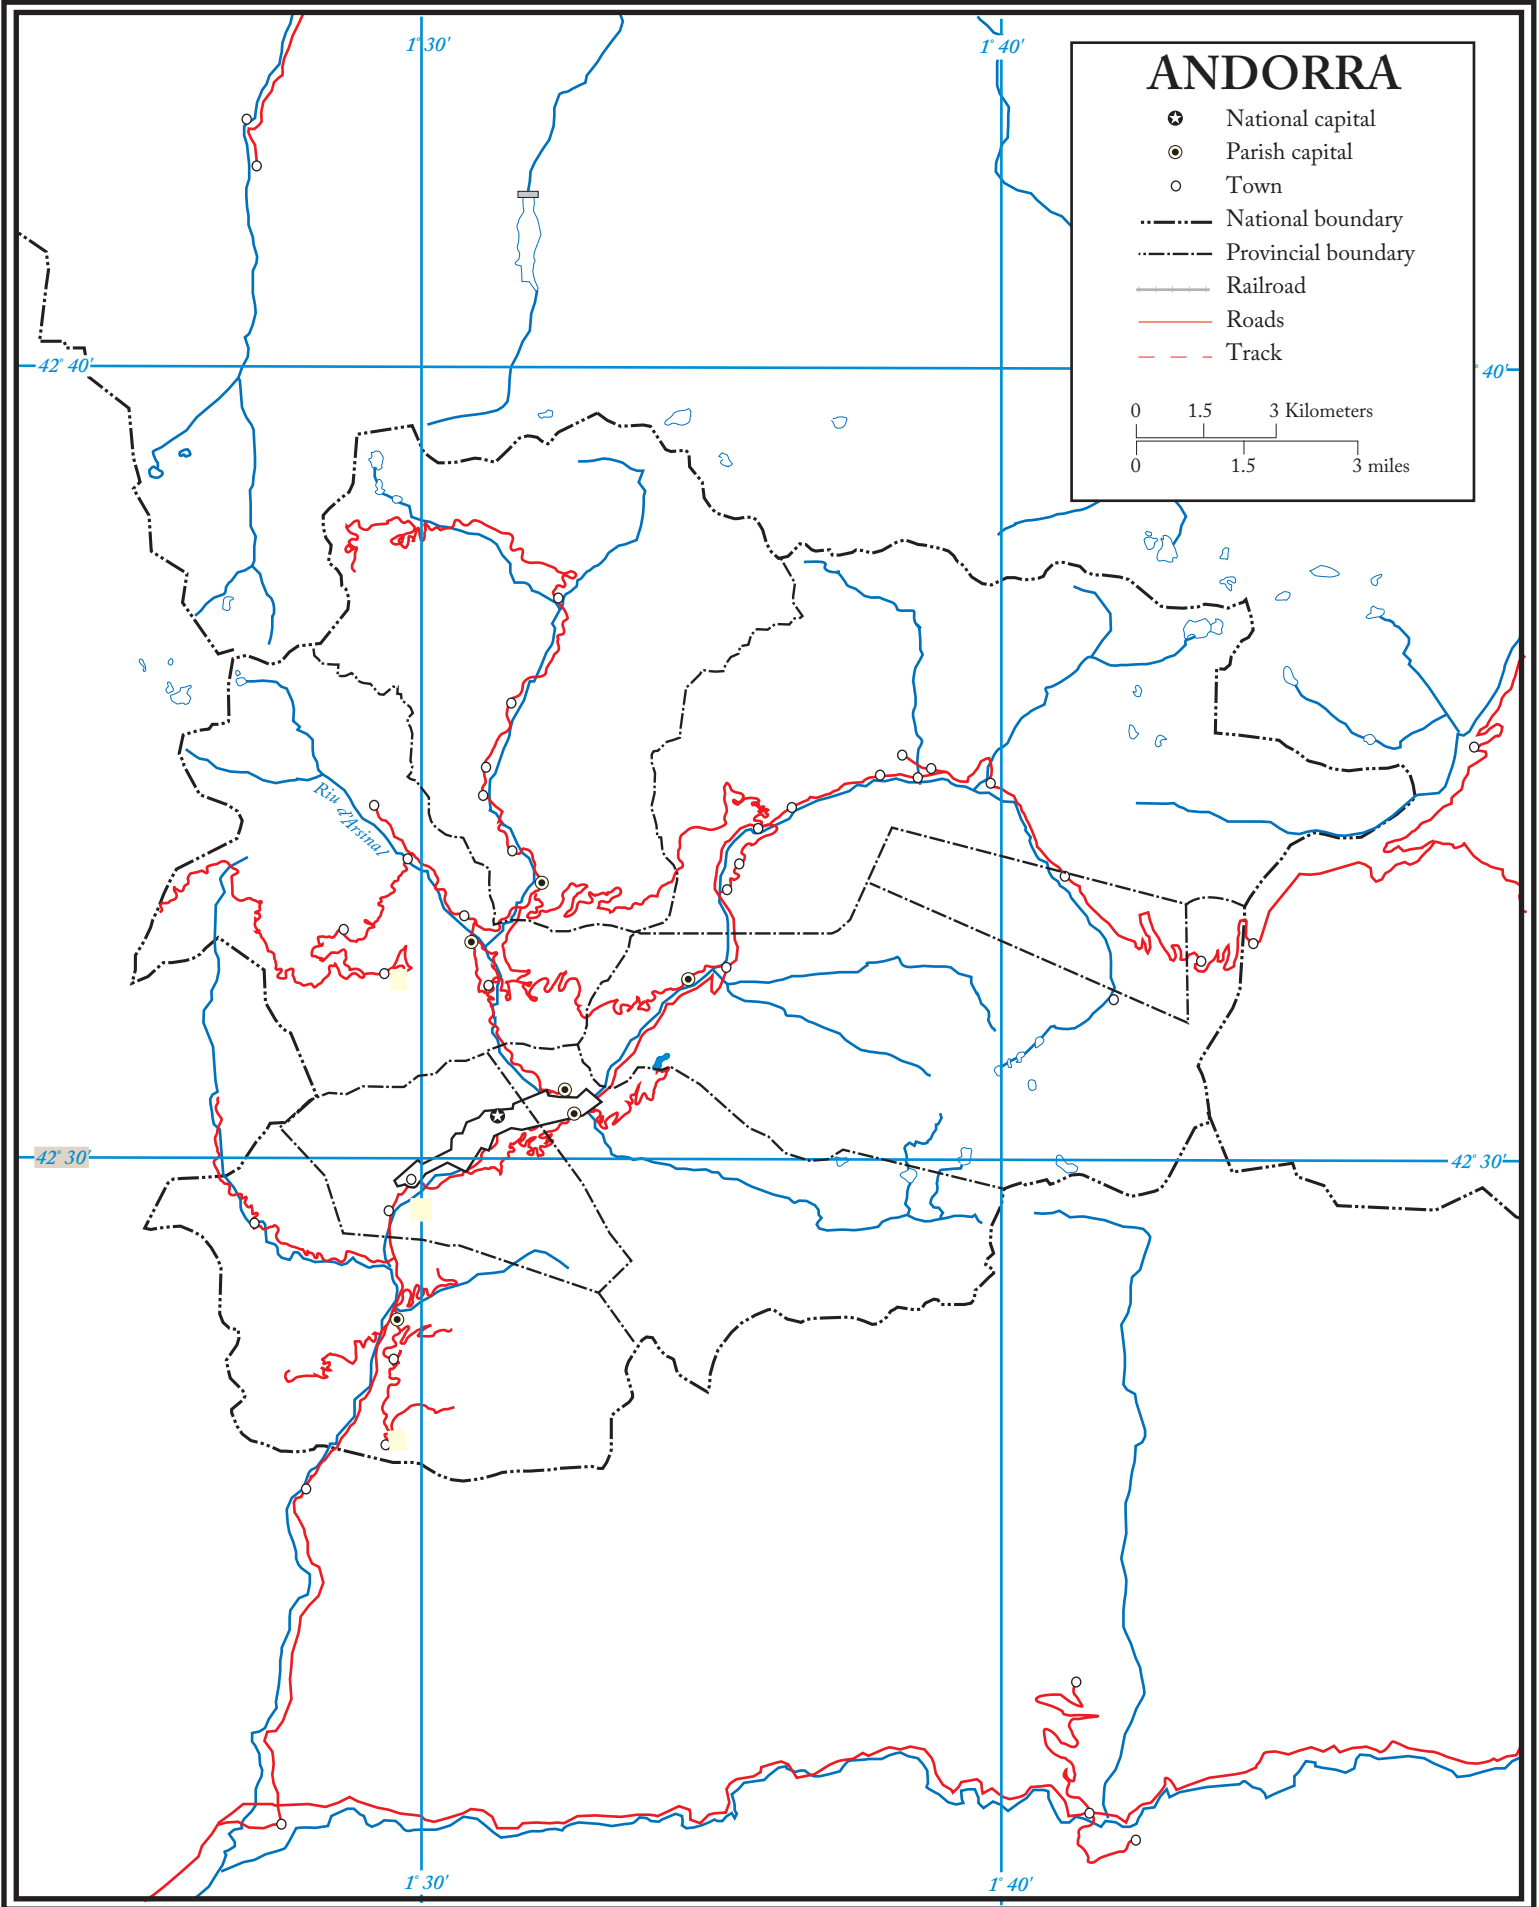 1° 30'
1° 40'
ANDORRA
National capital
Parish capital
Town
National boundary
Provincial boundary
Railroad
Roads
Track
0 1.5 3 Kilometers
0 1.5 3 miles
42° 40'
40'
Riu d'Arsinal
42° 30'
42° 30'
1° 30'
1° 40'